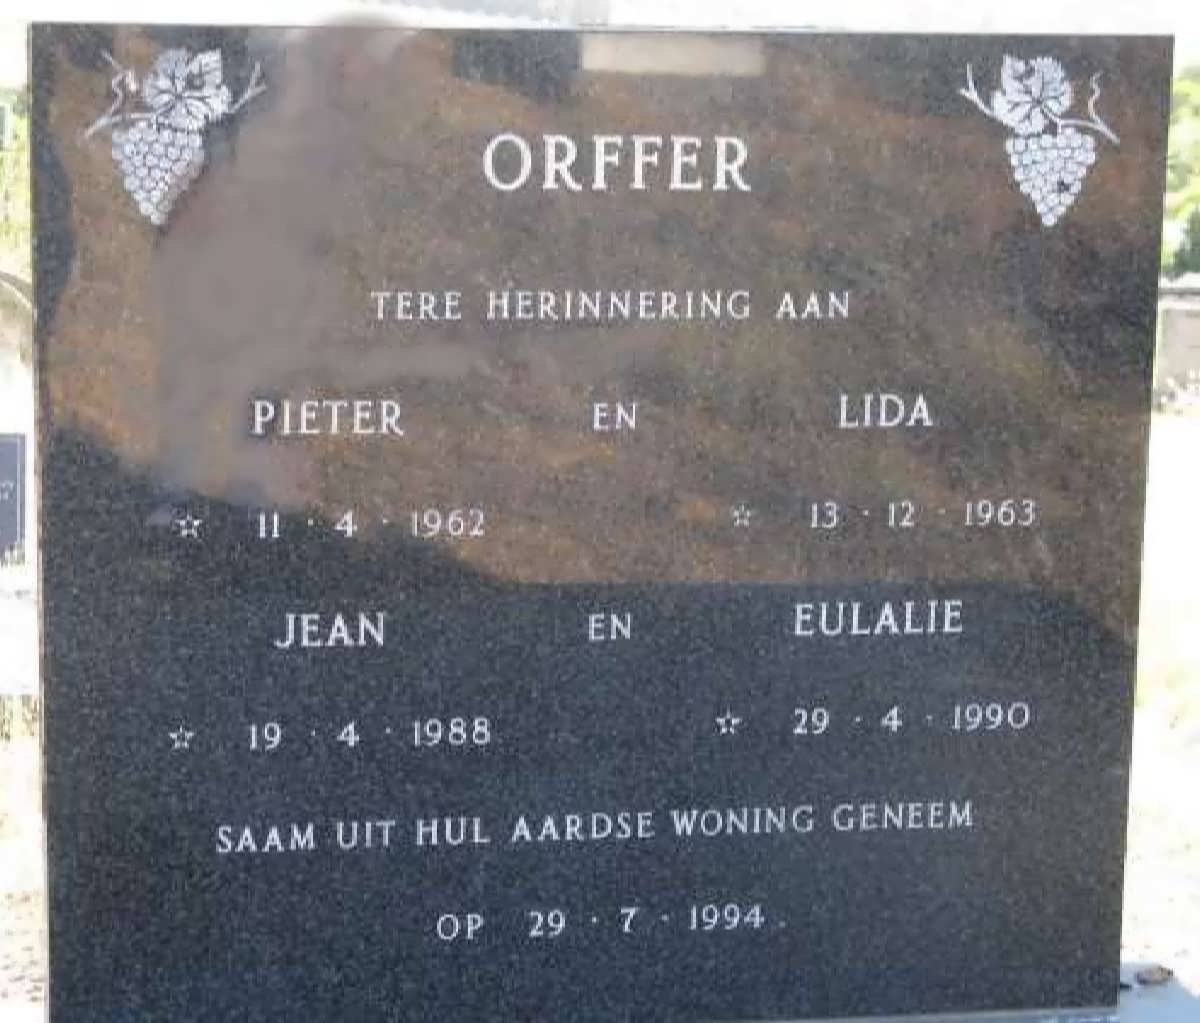 ORFFER
TERE HERINNERING AAN
PIETER EN LIDA
☆ 11 · 4 · 1962 ☆ 13 · 12 · 1963
JEAN EN EULALIE
☆ 19 · 4 · 1988 ☆ 29 · 4 · 1990
SAAM UIT HUL AARDSE WONING GENEEM
OP 29 · 7 · 1994.